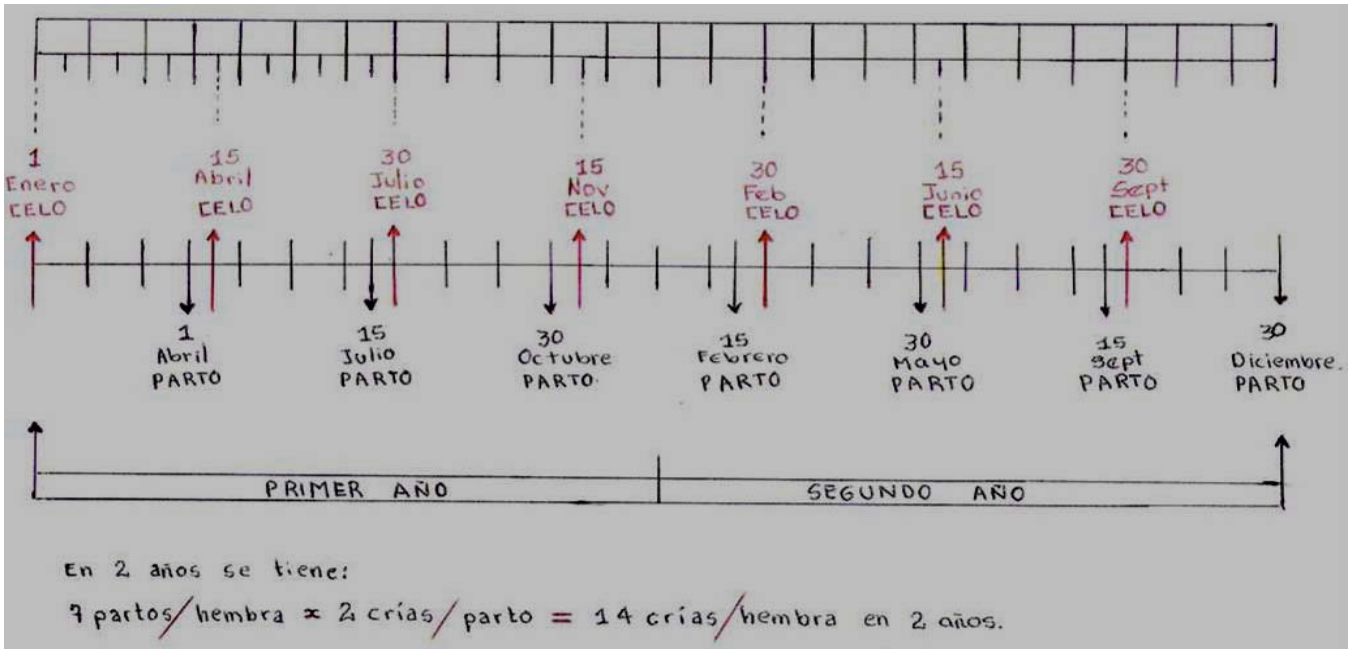 1
Enero
CELO
15
Abril
CELO
30
Julio
CELO
15
Nov
CELO
30
Feb
CELO
15
Junio
CELO
30
Sept
CELO
1
Abril
PARTO
15
Julio
PARTO
30
Octubre
PARTO.
15
Febrero
PARTO
30
Mayo
PARTO
15
Sept
PARTO
30
Diciembre.
PARTO
PRIMER AÑO
SEGUNDO AÑO
En 2 años se tiene:
7 partos/hembra x 2 crías/parto = 14 crías/hembra en 2 años.